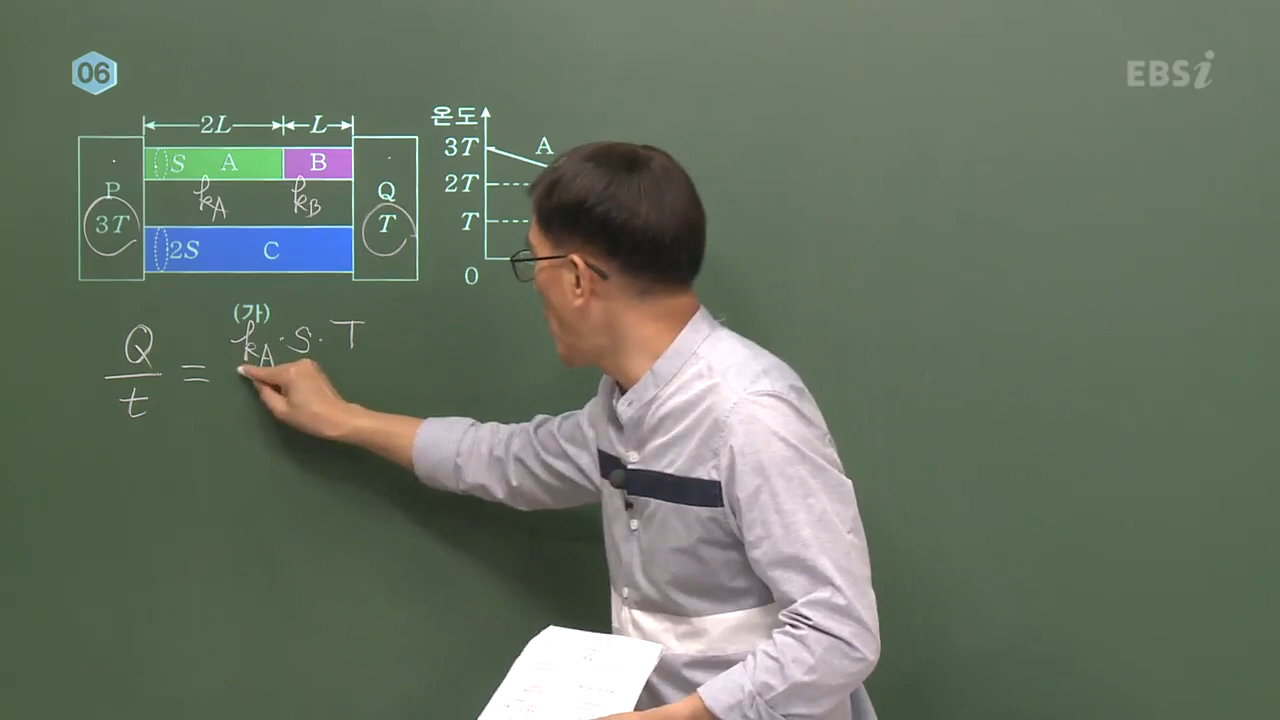 06
EBSi
2L L
S A B
k_A k_B
P
3T
Q
T
2S C
(가)
온도
3T
A
2T
T
0
Q/t = k_A · S · T